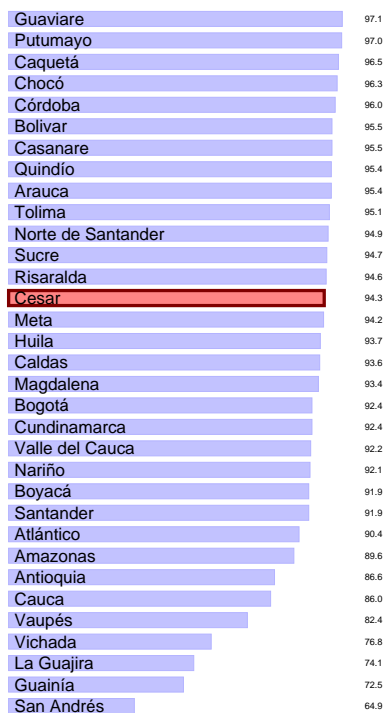 Guaviare 97.1
Putumayo 97.0
Caquetá 96.5
Chocó 96.3
Córdoba 96.0
Bolivar 95.5
Casanare 95.5
Quindío 95.4
Arauca 95.4
Tolima 95.1
Norte de Santander 94.9
Sucre 94.7
Risaralda 94.6
Cesar 94.3
Meta 94.2
Huila 93.7
Caldas 93.6
Magdalena 93.4
Bogotá 92.4
Cundinamarca 92.4
Valle del Cauca 92.2
Nariño 92.1
Boyacá 91.9
Santander 91.9
Atlántico 90.4
Amazonas 89.6
Antioquia 86.6
Cauca 86.0
Vaupés 82.4
Vichada 76.8
La Guajira 74.1
Guainía 72.5
San Andrés 64.9